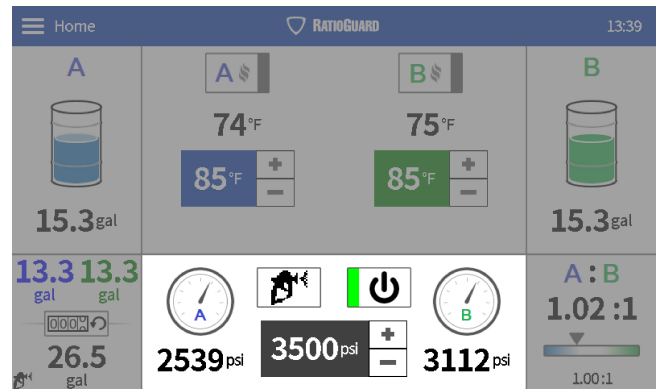 Home
RATIOGUARD
13:39
A
A
B
B
74°F
75°F
85°F
+
−
85°F
+
−
15.3gal
15.3gal
13.3 gal
13.3 gal
0000
26.5
gal
A
2539psi
3500psi
+
−
B
3112psi
A:B
1.02 :1
1.00:1